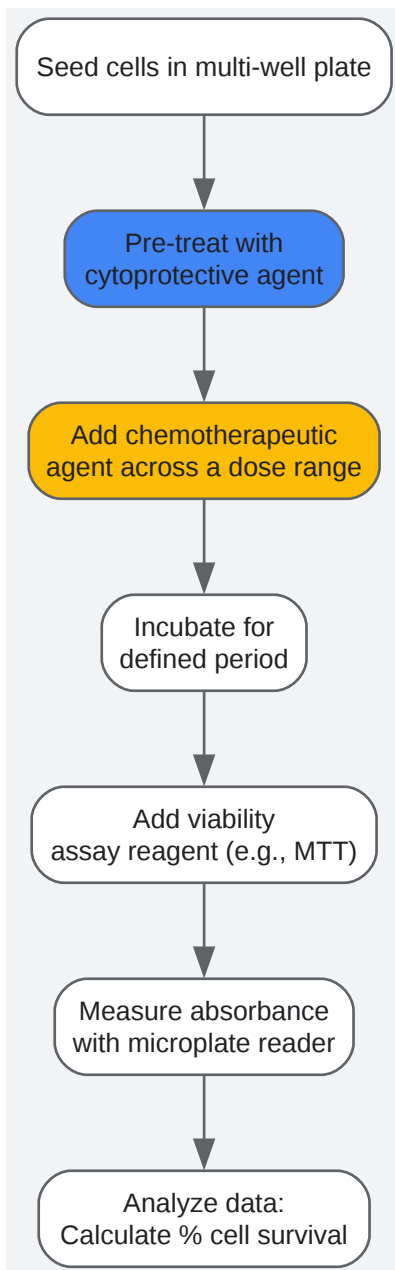 Seed cells in multi-well plate
Pre-treat with
cytoprotective agent
Add chemotherapeutic
agent across a dose range
Incubate for
defined period
Add viability
assay reagent (e.g., MTT)
Measure absorbance
with microplate reader
Analyze data:
Calculate % cell survival